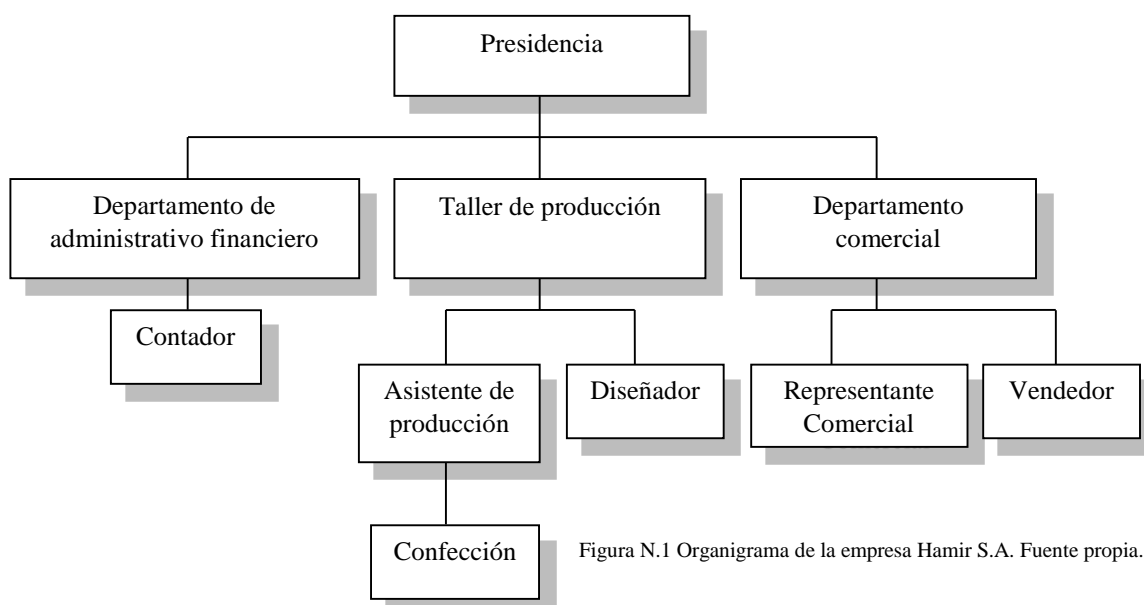 Presidencia
Departamento de
administrativo financiero
Taller de producción
Departamento
comercial
Contador
Asistente de
producción
Diseñador
Representante
Comercial
Vendedor
Confección
Figura N.1 Organigrama de la empresa Hamir S.A. Fuente propia.